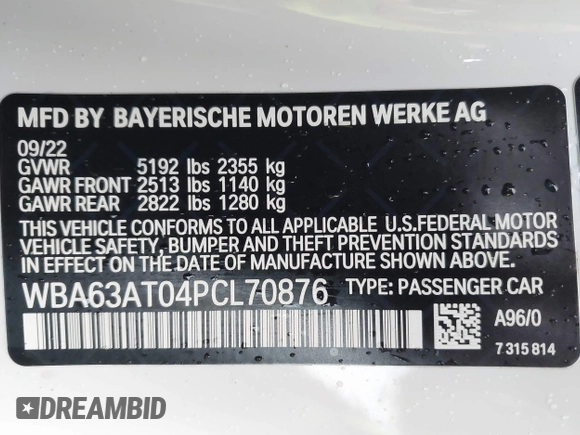 MFD BY BAYERISCHE MOTOREN WERKE AG
09/22
GVWR 5192 lbs 2355 kg
GAWR FRONT 2513 lbs 1140 kg
GAWR REAR 2822 lbs 1280 kg
THIS VEHICLE CONFORMS TO ALL APPLICABLE U.S.FEDERAL MOTOR
VEHICLE SAFETY, BUMPER AND THEFT PREVENTION STANDARDS
IN EFFECT ON THE DATE OF MANUFACTURE SHOWN ABOVE.
WBA63AT04PCL70876 TYPE: PASSENGER CAR
A96/0
7 315 814
DREAMBID